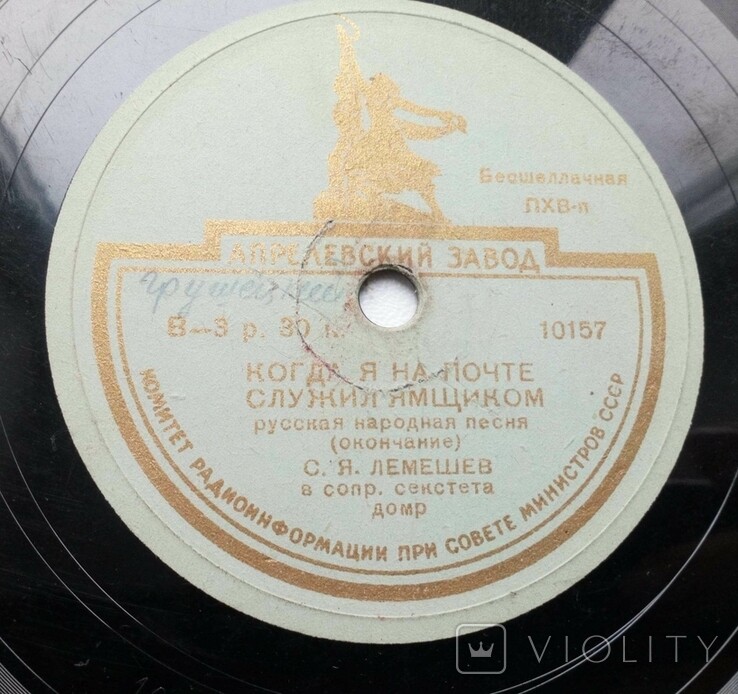 Бесшеллачная
ПХВ-п
АПРЕЛЕВСКИЙ ЗАВОД
В-3 р. 30 к.
10157
КОГДА Я НА ПОЧТЕ
СЛУЖИЛ ЯМЩИКОМ
русская народная песня
(окончание)
С. Я. ЛЕМЕШЕВ
в сопр. секстета
домр
КОМИТЕТ РАДИОИНФОРМАЦИИ ПРИ СОВЕТЕ МИНИСТРОВ СССР
VIOLITY